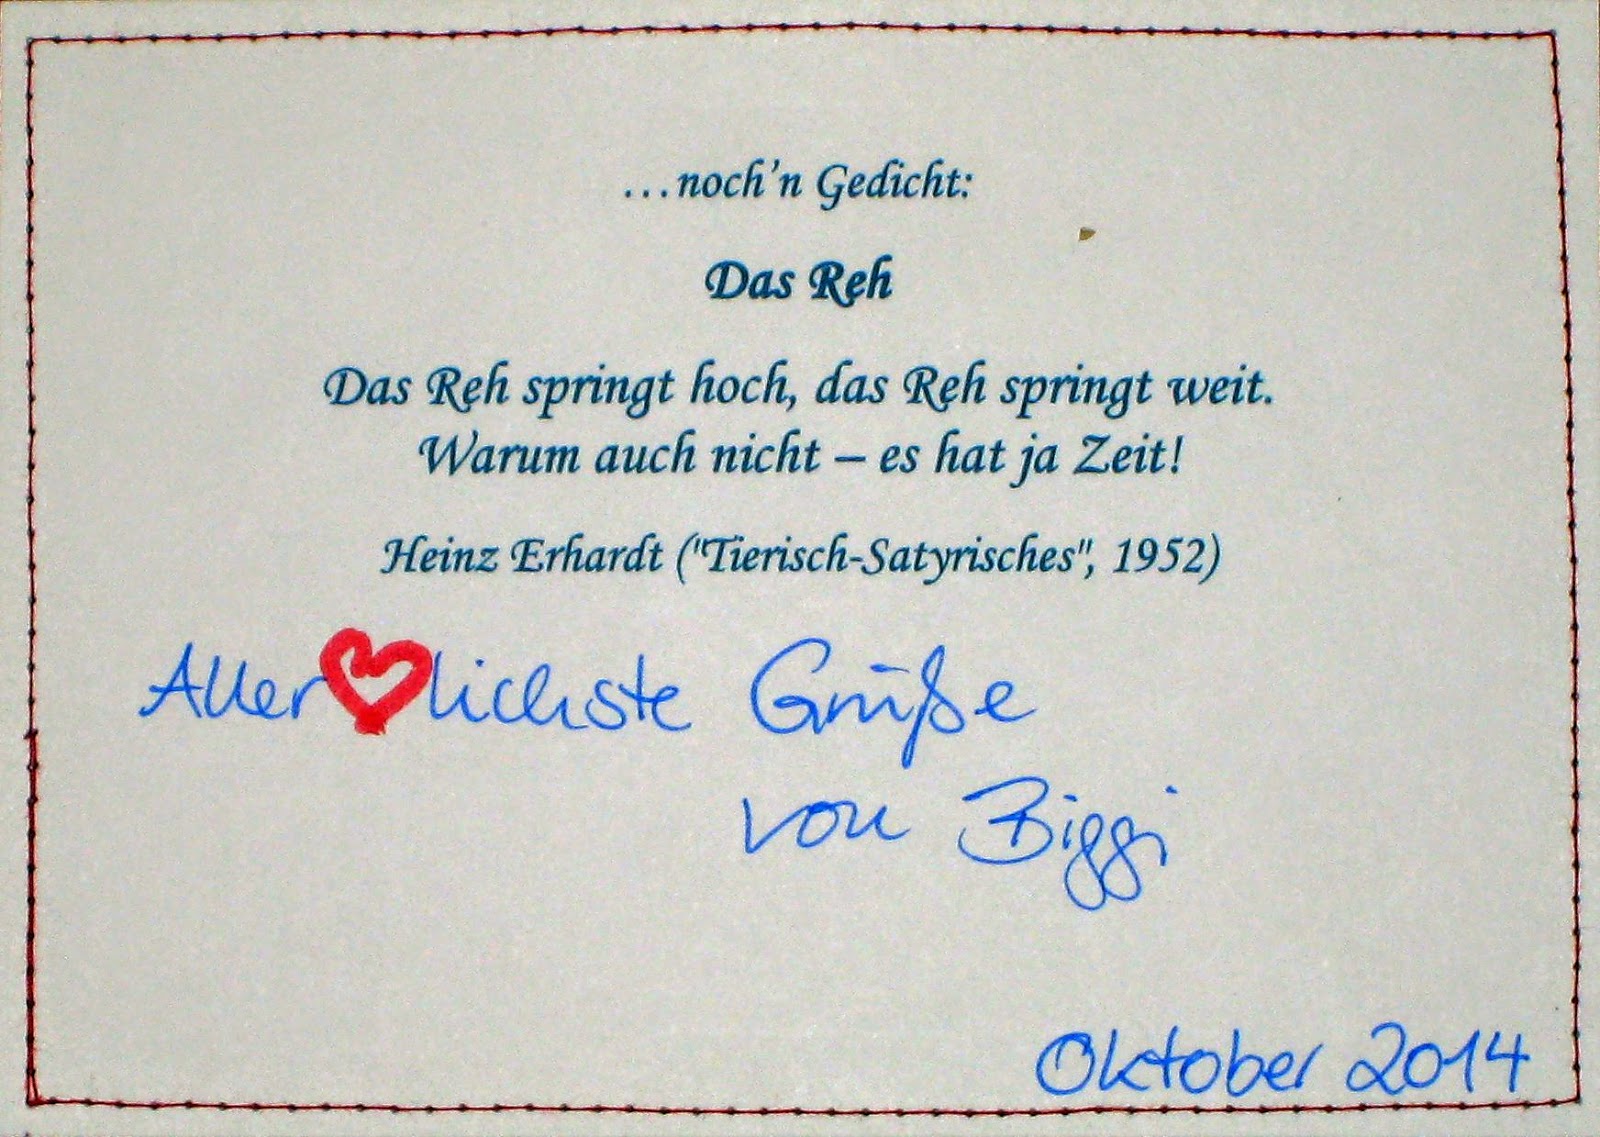 …noch'n Gedicht:
Das Reh
Das Reh springt hoch, das Reh springt weit.
Warum auch nicht – es hat ja Zeit!
Heinz Erhardt ("Tierisch-Satyrisches", 1952)
Aller❤lichste Grüße
von Biggi
Oktober 2014